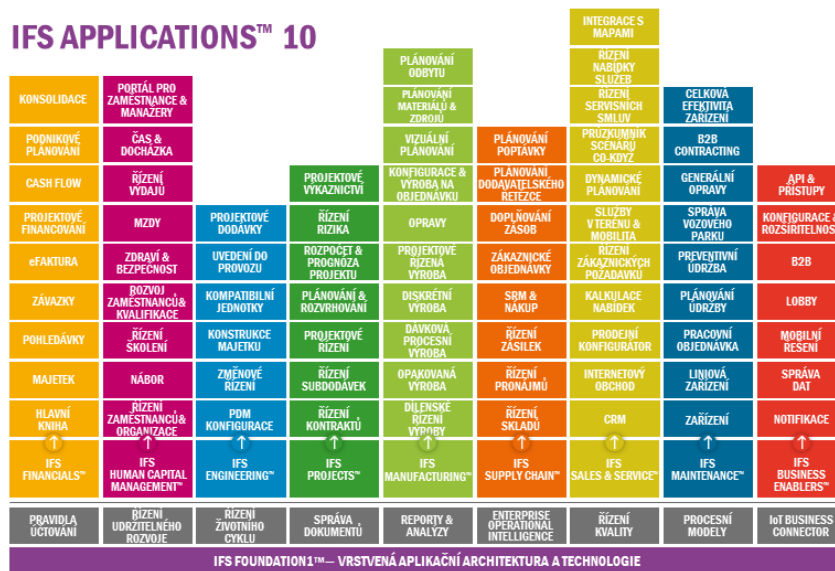 IFS APPLICATIONS™ 10
KONSOLIDACE
PODNIKOVÉ
PLÁNOVÁNÍ
CASH FLOW
PROJEKTOVÉ
FINANCOVÁNÍ
eFAKTURA
ZÁVAZKY
POHLEDÁVKY
MAJETEK
HLAVNÍ
KNIHA
IFS
FINANCIALS™
PORTÁL PRO
ZAMĚSTNANCE &
MANAŽERY
ČAS &
DOCHÁZKA
ŘÍZENÍ
VÝDAJŮ
MZDY
ZDRAVÍ &
BEZPEČNOST
ROZVOJ
ZAMĚSTNANCŮ&
KVALIFIKACE
ŘÍZENÍ
ŠKOLENÍ
NÁBOR
ŘÍZENÍ
ZAMĚSTNANCŮ&
ORGANIZACE
IFS
HUMAN CAPITAL
MANAGEMENT™
PROJEKTOVÉ
DODÁVKY
UVEDENÍ DO
PROVOZU
KOMPATIBILNÍ
JEDNOTKY
KONSTRUKCE
MAJETKU
ZMĚNOVÉ
ŘÍZENÍ
PDM
KONFIGURACE
IFS
ENGINEERING™
PROJEKTOVÉ
VÝKAZNICTVÍ
ŘÍZENÍ
RIZIKA
ROZPOČET &
PROGNÓZA
PROJEKTU
PLÁNOVÁNÍ &
ROZVRHOVÁNÍ
PROJEKTOVÉ
ŘÍZENÍ
ŘÍZENÍ
SUBDODÁVEK
ŘÍZENÍ
KONTRAKTŮ
IFS
PROJECTS™
PLÁNOVÁNÍ
ODBYTU
PLÁNOVÁNÍ
MATERIÁLŮ &
ZDROJŮ
VIZUÁLNÍ
PLÁNOVÁNÍ
KONFIGURACE &
VÝROBA NA
OBJEDNÁVKU
OPRAVY
PROJEKTOVĚ
ŘÍZENÁ
VÝROBA
DISKRÉTNÍ
VÝROBA
DÁVKOVÁ
PROCESNÍ
VÝROBA
OPAKOVANÁ
VÝROBA
DÍLENSKÉ
ŘÍZENÍ
VÝROBY
IFS
MANUFACTURING™
PLÁNOVÁNÍ
POPTÁVKY
PLÁNOVÁNÍ
DODAVATELSKÉHO
ŘETĚZCE
DOPLŇOVÁNÍ
ZÁSOB
ZÁKAZNICKÉ
OBJEDNÁVKY
SRM &
NÁKUP
ŘÍZENÍ
ZÁSILEK
ŘÍZENÍ
PRONÁJMŮ
ŘÍZENÍ
SKLADŮ
IFS
SUPPLY CHAIN™
INTEGRACE S
MAPAMI
ŘÍZENÍ
NABÍDKY
SLUŽEB
ŘÍZENÍ
SERVISNÍCH
SMLUV
PRŮZKUMNÍK
SCÉNÁŘŮ
CO-KDYŽ
DYNAMICKÉ
PLÁNOVÁNÍ
SLUŽBY
V TERÉNU &
MOBILITA
ŘÍZENÍ
ZÁKAZNICKÝCH
POŽADAVKŮ
KALKULACE
NABÍDEK
PRODEJNÍ
KONFIGURÁTOR
INTERNETOVÝ
OBCHOD
CRM
IFS
SALES & SERVICE™
CELKOVÁ
EFEKTIVITA
ZAŘÍZENÍ
B2B
CONTRACTING
GENERÁLNÍ
OPRAVY
SPRÁVA
VOZOVÉHO
PARKU
PREVENTIVNÍ
ÚDRŽBA
PLÁNOVÁNÍ
ÚDRŽBY
PRACOVNÍ
OBJEDNÁVKA
LINIOVÁ
ZAŘÍZENÍ
ZAŘÍZENÍ
IFS
MAINTENANCE™
API &
PŘÍSTUPY
KONFIGURACE &
ROZŠIŘITELNOST
B2B
LOBBY
MOBILNÍ
ŘEŠENÍ
SPRÁVA
DAT
NOTIFIKACE
IFS
BUSINESS
ENABLERS™
PRAVIDLA
ÚČTOVÁNÍ
ŘÍZENÍ
UDRŽITELNÉHO
ROZVOJE
ŘÍZENÍ
ŽIVOTNÍHO
CYKLU
SPRÁVA
DOKUMENTŮ
REPORTY &
ANALÝZY
ENTERPRISE
OPERATIONAL
INTELLIGENCE
ŘÍZENÍ
KVALITY
PROCESNÍ
MODELY
IoT BUSINESS
CONNECTOR
IFS FOUNDATION1™— VRSTVENÁ APLIKAČNÍ ARCHITEKTURA A TECHNOLOGIE